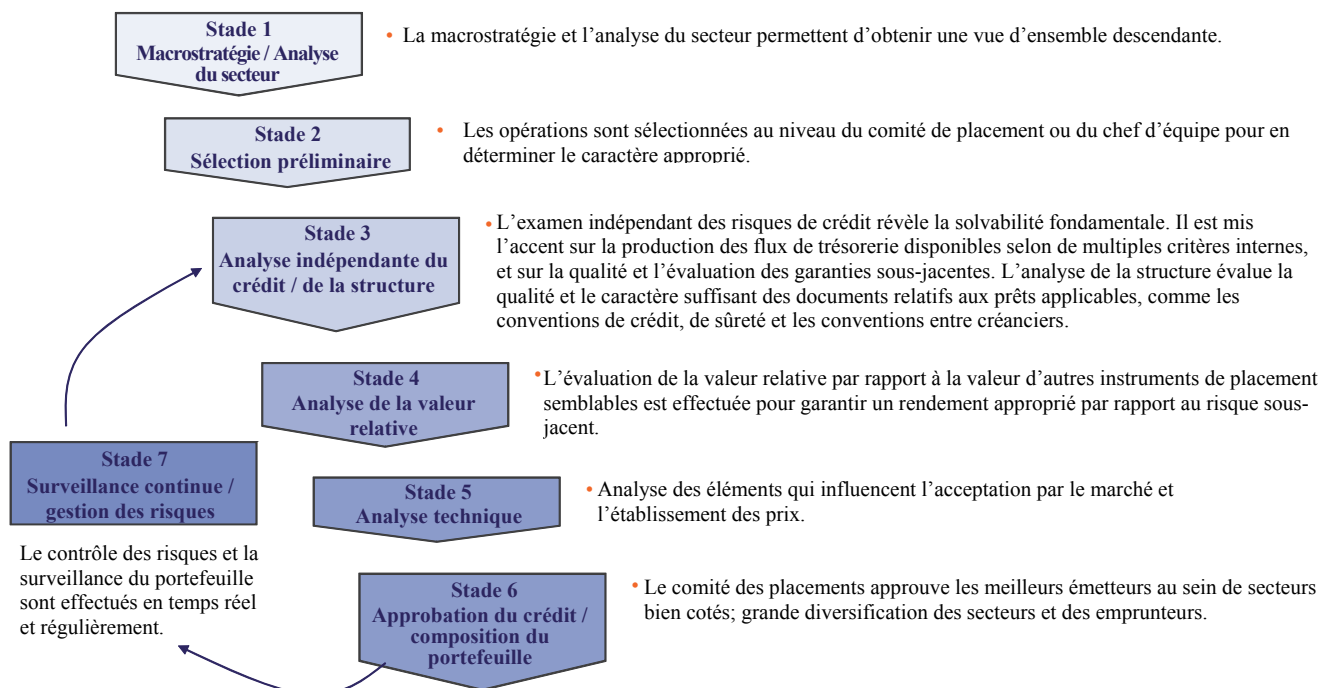 Stade 1
Macrostratégie / Analyse
du secteur
• La macrostratégie et l’analyse du secteur permettent d’obtenir une vue d’ensemble descendante.
Stade 2
Sélection préliminaire
• Les opérations sont sélectionnées au niveau du comité de placement ou du chef d’équipe pour en
déterminer le caractère approprié.
Stade 3
Analyse indépendante du
crédit / de la structure
• L’examen indépendant des risques de crédit révèle la solvabilité fondamentale. Il est mis
l’accent sur la production des flux de trésorerie disponibles selon de multiples critères internes,
et sur la qualité et l’évaluation des garanties sous-jacentes. L’analyse de la structure évalue la
qualité et le caractère suffisant des documents relatifs aux prêts applicables, comme les
conventions de crédit, de sûreté et les conventions entre créanciers.
Stade 4
Analyse de la valeur
relative
• L’évaluation de la valeur relative par rapport à la valeur d’autres instruments de placement
semblables est effectuée pour garantir un rendement approprié par rapport au risque sous-
jacent.
Stade 5
Analyse technique
• Analyse des éléments qui influencent l’acceptation par le marché et
l’établissement des prix.
Stade 6
Approbation du crédit /
composition du
portefeuille
• Le comité des placements approuve les meilleurs émetteurs au sein de secteurs
bien cotés; grande diversification des secteurs et des emprunteurs.
Stade 7
Surveillance continue /
gestion des risques
Le contrôle des risques et la
surveillance du portefeuille
sont effectués en temps réel
et régulièrement.